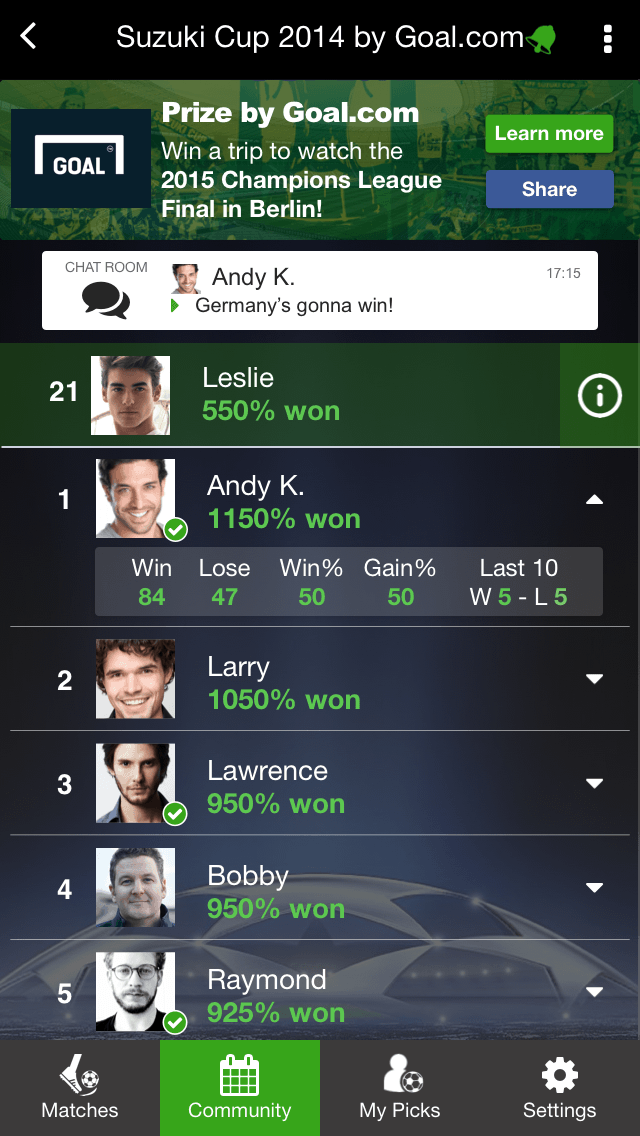 Suzuki Cup 2014 by Goal.com
GOAL
Prize by Goal.com
Win a trip to watch the
2015 Champions League
Final in Berlin!
Learn more
Share
CHAT ROOM
Andy K.
17:15
Germany's gonna win!
21
Leslie
550% won
1
Andy K.
1150% won
Win Lose Win% Gain% Last 10
84 47 50 50 W 5 - L 5
2
Larry
1050% won
3
Lawrence
950% won
4
Bobby
950% won
5
Raymond
925% won
Matches Community My Picks Settings